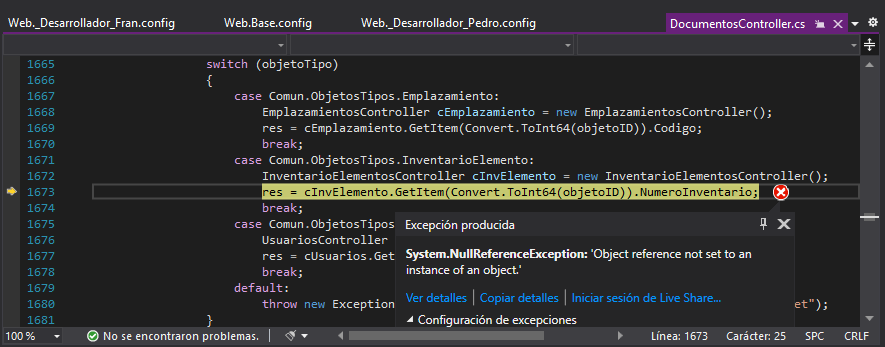 Web._Desarrollador_Fran.config Web.Base.config Web._Desarrollador_Pedro.config DocumentosController.cs
1665 switch (objetoTipo)
1666 {
1667 case Comun.ObjetosTipos.Emplazamiento:
1668 EmplazamientosController cEmplazamiento = new EmplazamientosController();
1669 res = cEmplazamiento.GetItem(Convert.ToInt64(objetoID)).Codigo;
1670 break;
1671 case Comun.ObjetosTipos.InventarioElemento:
1672 InventarioElementosController cInvElemento = new InventarioElementosController();
1673 res = cInvElemento.GetItem(Convert.ToInt64(objetoID)).NumeroInventario;
1674 break;
1675 case Comun.ObjetosTipos
1676 UsuariosController
1677 res = cUsuarios.Get
1678 break;
1679 default:
1680 throw new Exception et");
1681 }
Excepción producida
System.NullReferenceException: 'Object reference not set to an
instance of an object.'
Ver detalles Copiar detalles Iniciar sesión de Live Share...
Configuración de excepciones
100 % No se encontraron problemas. Línea: 1673 Carácter: 25 SPC CRLF